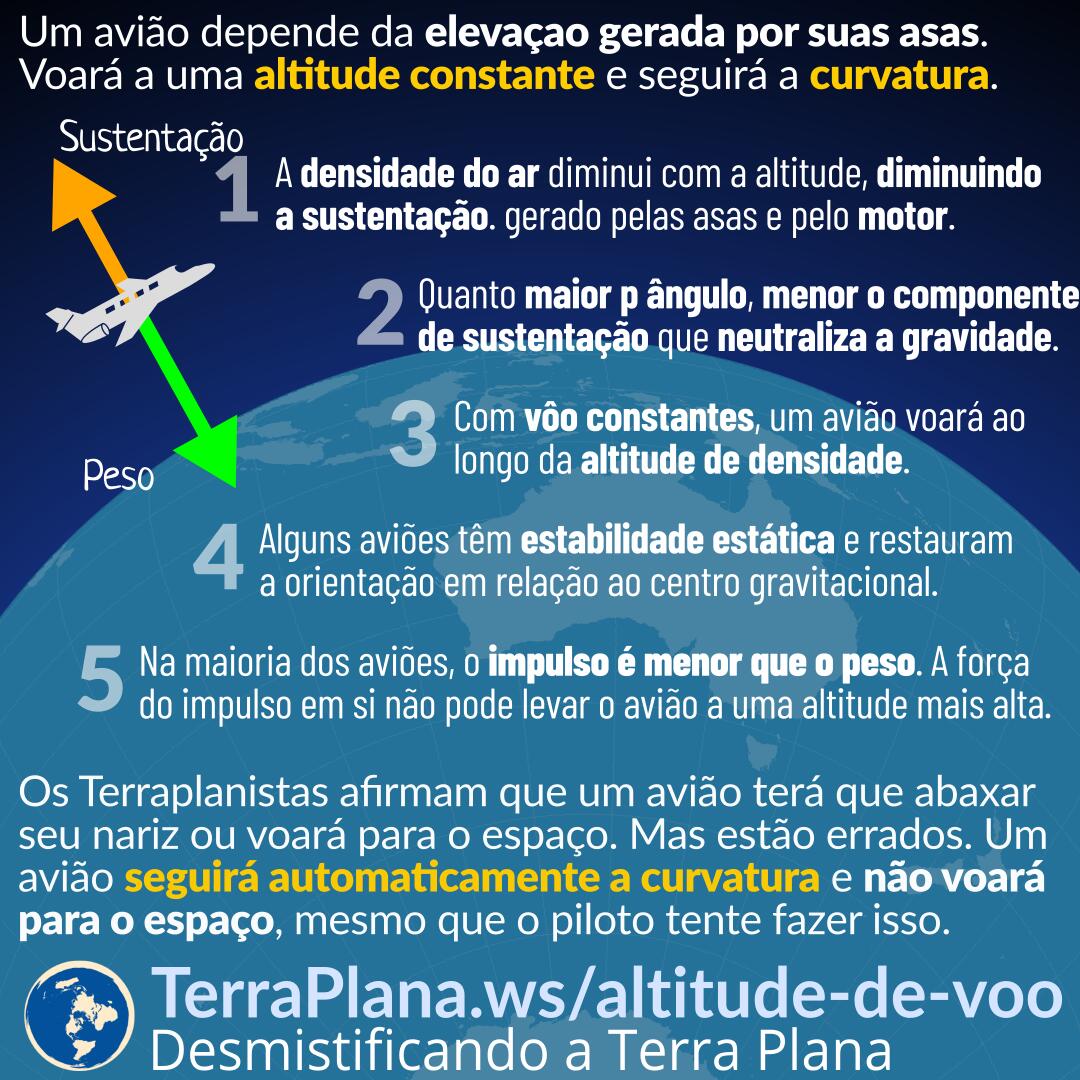 Um avião depende da elevaçao gerada por suas asas.
Voará a uma altitude constante e seguirá a curvatura.
Sustentação
1 A densidade do ar diminui com a altitude, diminuindo
a sustentação. gerado pelas asas e pelo motor.
2 Quanto maior p ângulo, menor o componente
de sustentação que neutraliza a gravidade.
3 Com vôo constantes, um avião voará ao
longo da altitude de densidade.
Peso
4 Alguns aviões têm estabilidade estática e restauram
a orientação em relação ao centro gravitacional.
5 Na maioria dos aviões, o impulso é menor que o peso. A força
do impulso em si não pode levar o avião a uma altitude mais alta.
Os Terraplanistas afirmam que um avião terá que abaxar
seu nariz ou voará para o espaço. Mas estão errados. Um
avião seguirá automaticamente a curvatura e não voará
para o espaço, mesmo que o piloto tente fazer isso.
TerraPlana.ws/altitude-de-voo
Desmistificando a Terra Plana